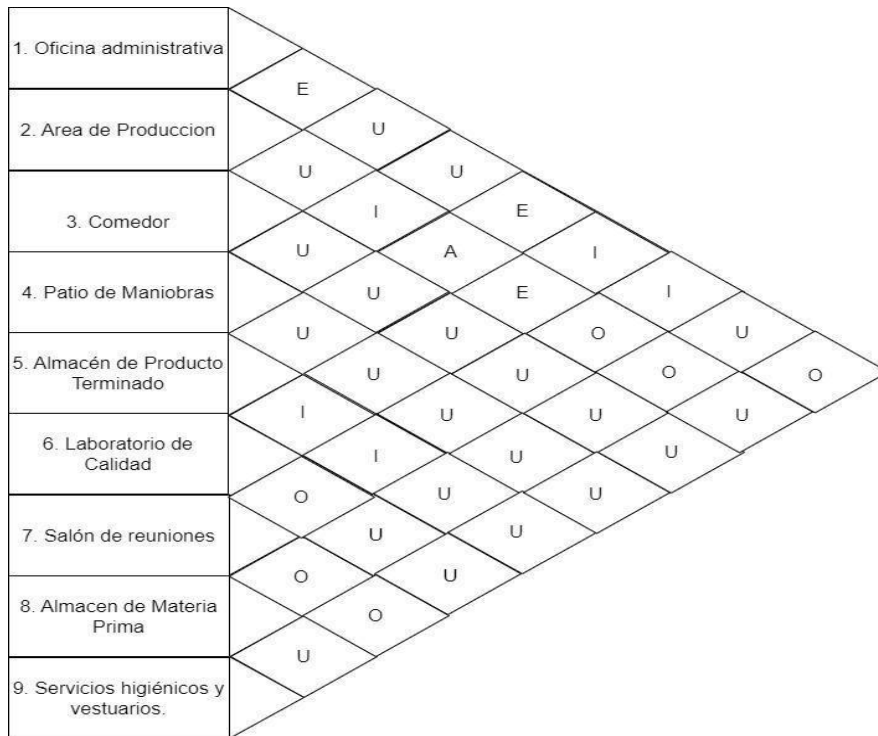 1. Oficina administrativa
E
2. Area de Produccion
U
U U
3. Comedor
I E
U A I
4. Patio de Maniobras
U E I
U U O U
5. Almacén de Producto
Terminado
U U O O
I U U U
6. Laboratorio de
Calidad
I U U
O U U
7. Salón de reuniones
U U
O U
8. Almacen de Materia
Prima
O
U
9. Servicios higiénicos y
vestuarios.